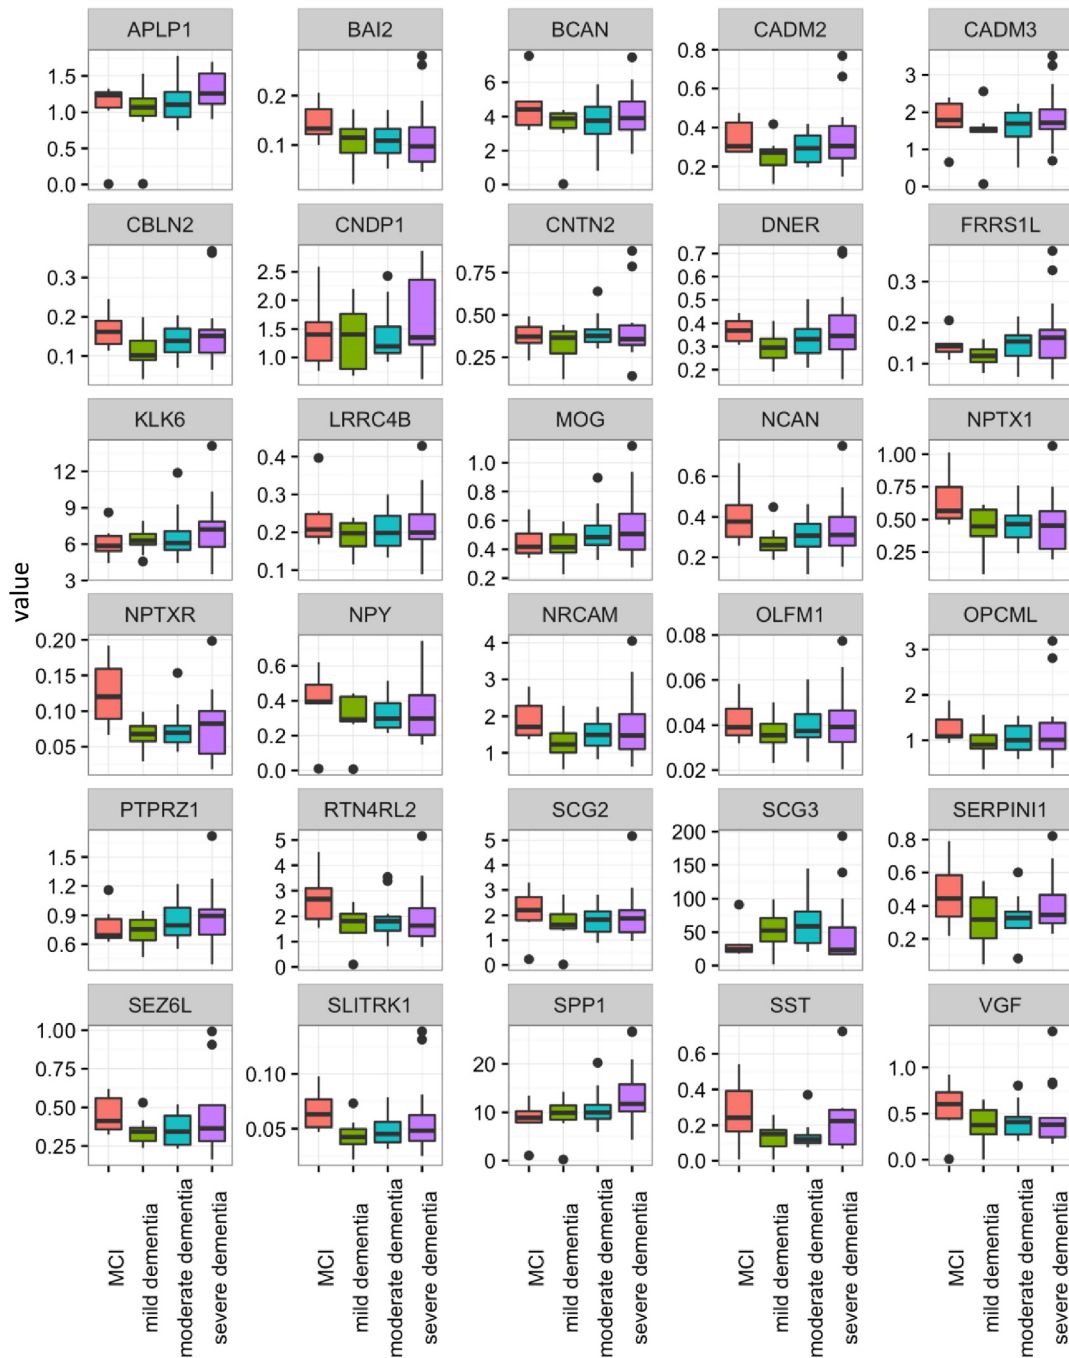 APLP1 BAI2 BCAN CADM2 CADM3
1.5 1.0 0.5 0.0
0.2 0.1
6 4 2 0
0.8 0.6 0.4 0.2
3 2 1 0
CBLN2 CNDP1 CNTN2 DNER FRRS1L
0.3 0.2 0.1
2.5 2.0 1.5 1.0
0.75 0.50 0.25
0.7 0.6 0.5 0.4 0.3 0.2
0.3 0.2 0.1
KLK6 LRRC4B MOG NCAN NPTX1
12 9 6 3
0.4 0.3 0.2 0.1
1.0 0.8 0.6 0.4 0.2
0.6 0.4 0.2
1.00 0.75 0.50 0.25
value
NPTXR NPY NRCAM OLFM1 OPCML
0.20 0.15 0.10 0.05
0.6 0.4 0.2 0.0
4 3 2 1
0.08 0.06 0.04 0.02
3 2 1
PTPRZ1 RTN4RL2 SCG2 SCG3 SERPINI1
1.5 1.2 0.9 0.6
5 4 3 2 1 0
5 4 3 2 1 0
200 150 100 50 0
0.8 0.6 0.4 0.2
SEZ6L SLITRK1 SPP1 SST VGF
1.00 0.75 0.50 0.25
0.10 0.05
20 10 0
0.6 0.4 0.2 0.0
1.0 0.5 0.0
MCI
mild dementia
moderate dementia
severe dementia
MCI
mild dementia
moderate dementia
severe dementia
MCI
mild dementia
moderate dementia
severe dementia
MCI
mild dementia
moderate dementia
severe dementia
MCI
mild dementia
moderate dementia
severe dementia